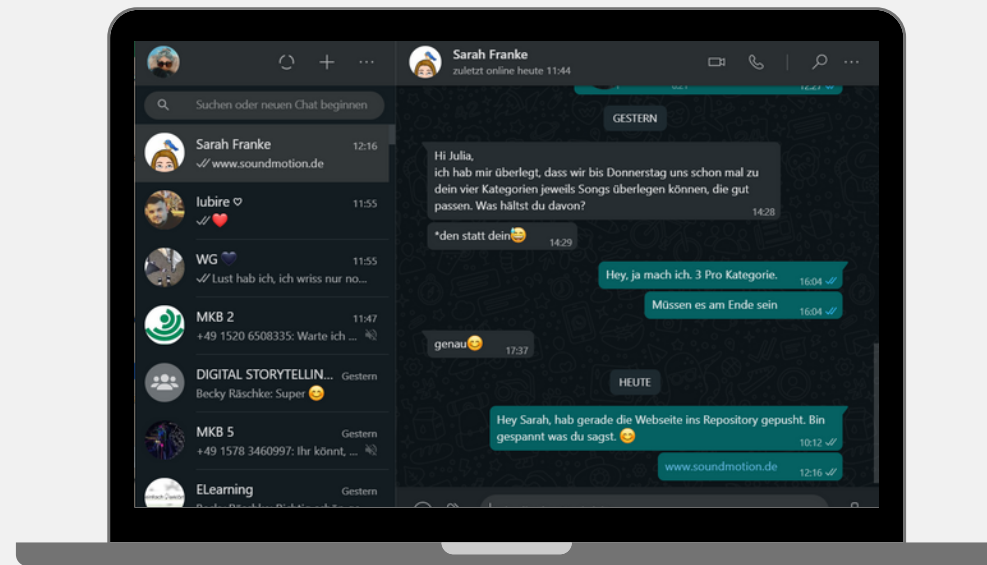 Sarah Franke
zuletzt online heute 11:44
Suchen oder neuen Chat beginnen
Sarah Franke 12:16
www.soundmotion.de
lubire ♡ 11:55
❤️
WG 🖤 11:55
Lust hab ich, ich wriss nur no...
MKB 2 11:47
+49 1520 6508335: Warte ich ...
DIGITAL STORYTELLIN... Gestern
Becky Räschke: Super 😊
MKB 5 Gestern
+49 1578 3460997: Ihr könnt, ...
ELearning Gestern
12:27
GESTERN
Hi Julia,
ich hab mir überlegt, dass wir bis Donnerstag uns schon mal zu
dein vier Kategorien jeweils Songs überlegen können, die gut
passen. Was hältst du davon?
14:28
*den statt dein😅 14:29
Hey, ja mach ich. 3 Pro Kategorie. 16:04
Müssen es am Ende sein 16:04
genau😊 17:37
HEUTE
Hey Sarah, hab gerade die Webseite ins Repository gepusht. Bin
gespannt was du sagst. 😊 10:12
www.soundmotion.de 12:16